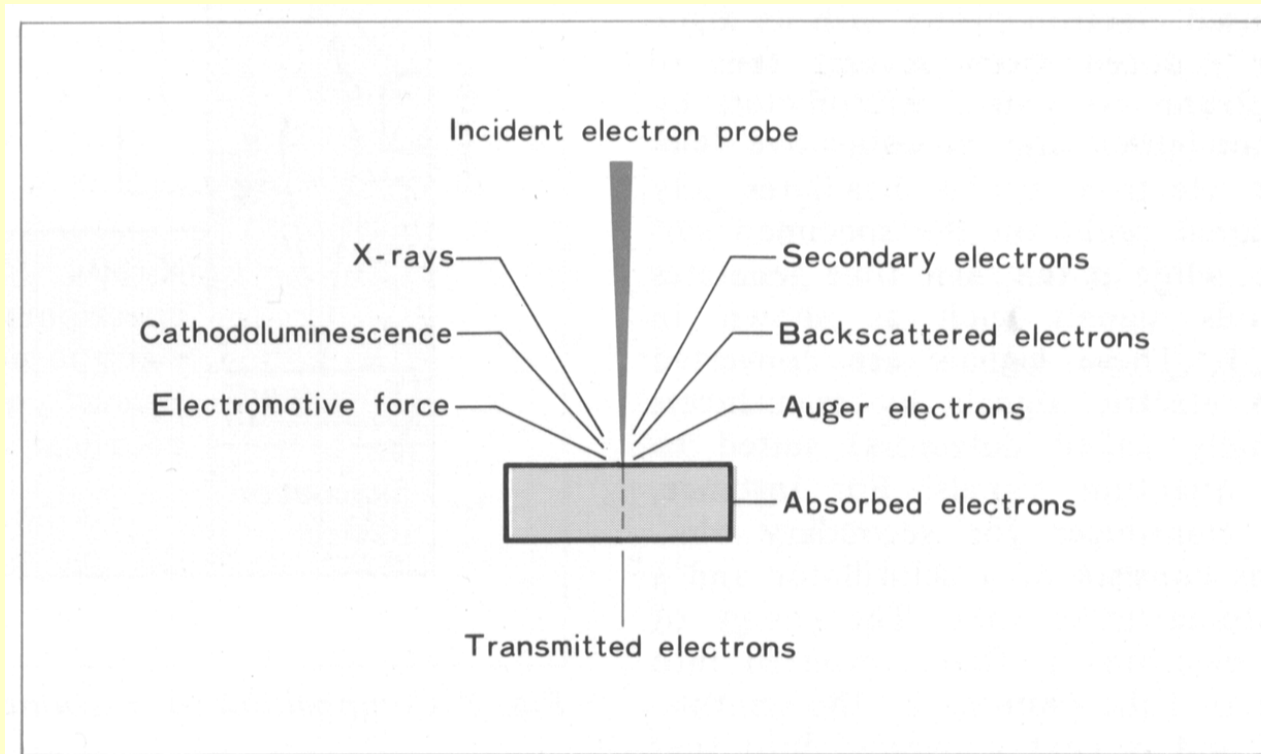 Incident electron probe
X-rays
Secondary electrons
Cathodoluminescence
Backscattered electrons
Electromotive force
Auger electrons
Absorbed electrons
Transmitted electrons